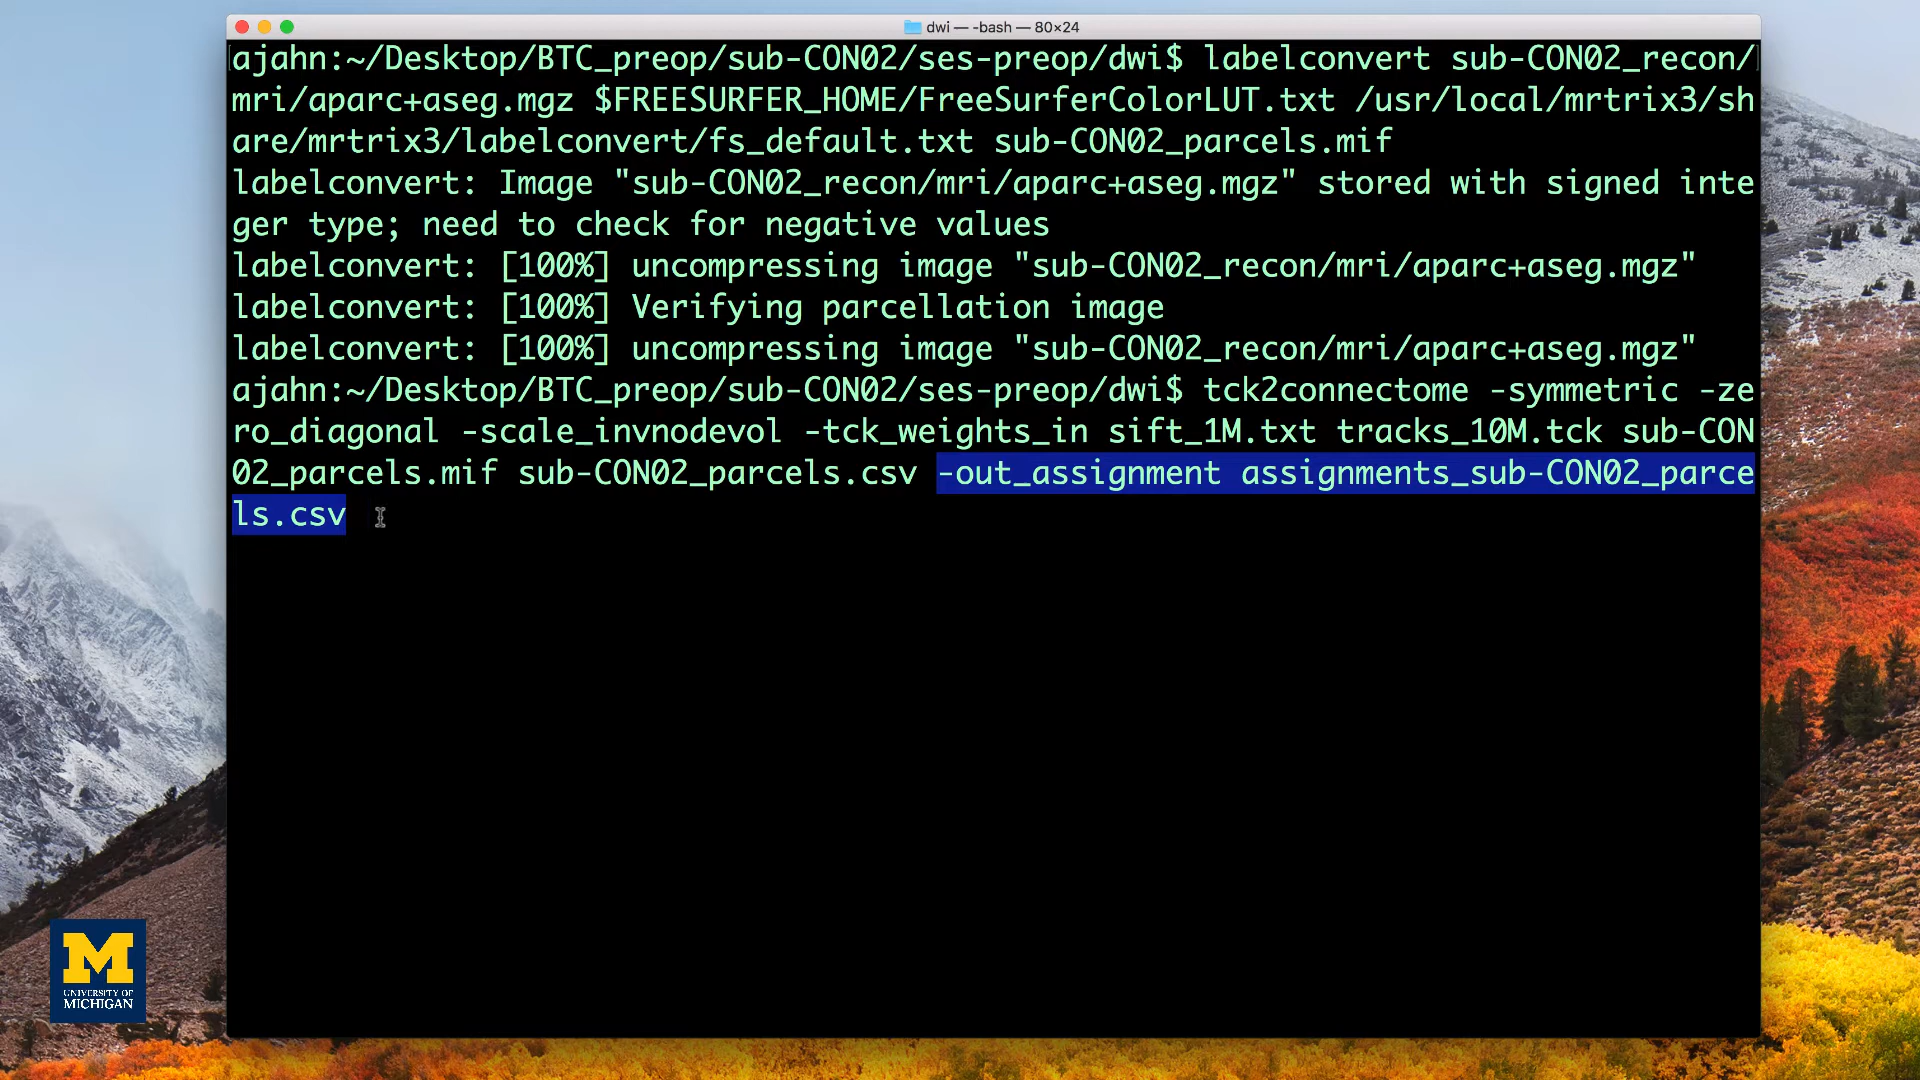 dwi — -bash — 80×24
ajahn:~/Desktop/BTC_preop/sub-CON02/ses-preop/dwi$ labelconvert sub-CON02_recon/
mri/aparc+aseg.mgz $FREESURFER_HOME/FreeSurferColorLUT.txt /usr/local/mrtrix3/sh
are/mrtrix3/labelconvert/fs_default.txt sub-CON02_parcels.mif
labelconvert: Image "sub-CON02_recon/mri/aparc+aseg.mgz" stored with signed inte
ger type; need to check for negative values
labelconvert: [100%] uncompressing image "sub-CON02_recon/mri/aparc+aseg.mgz"
labelconvert: [100%] Verifying parcellation image
labelconvert: [100%] uncompressing image "sub-CON02_recon/mri/aparc+aseg.mgz"
ajahn:~/Desktop/BTC_preop/sub-CON02/ses-preop/dwi$ tck2connectome -symmetric -ze
ro_diagonal -scale_invnodevol -tck_weights_in sift_1M.txt tracks_10M.tck sub-CON
02_parcels.mif sub-CON02_parcels.csv -out_assignment assignments_sub-CON02_parce
ls.csv
M
UNIVERSITY OF
MICHIGAN